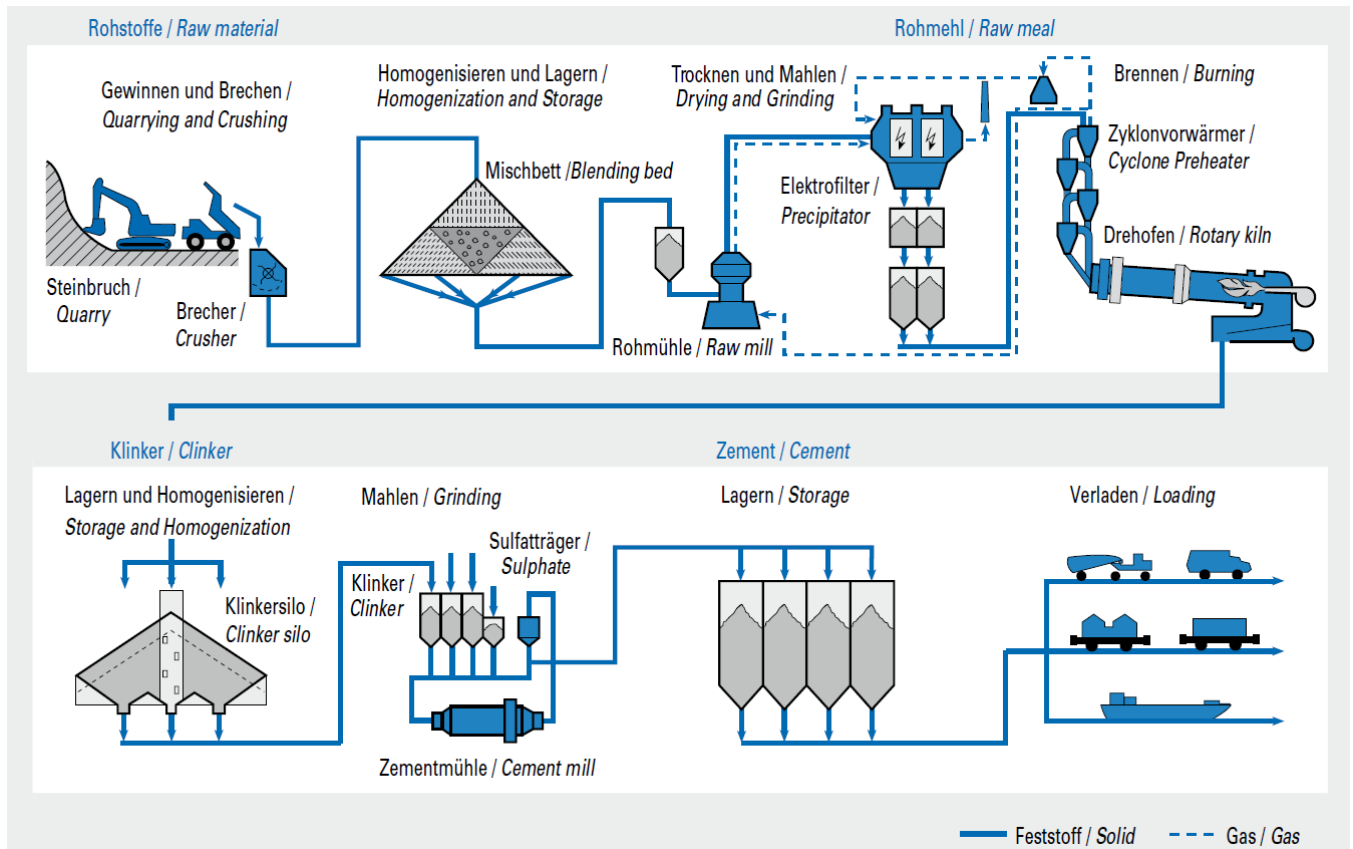 Rohstoffe / Raw material
Rohmehl / Raw meal
Gewinnen und Brechen /
Quarrying and Crushing
Homogenisieren und Lagern /
Homogenization and Storage
Trocknen und Mahlen /
Drying and Grinding
Brennen / Burning
Zyklonvorwärmer /
Cyclone Preheater
Mischbett / Blending bed
Elektrofilter /
Precipitator
Drehofen / Rotary kiln
Steinbruch /
Quarry
Brecher /
Crusher
Rohmühle / Raw mill
Klinker / Clinker
Zement / Cement
Lagern und Homogenisieren /
Storage and Homogenization
Mahlen / Grinding
Lagern / Storage
Verladen / Loading
Sulfatträger /
Sulphate
Klinker /
Clinker
Klinkersilo /
Clinker silo
Zementmühle / Cement mill
Feststoff / Solid
Gas / Gas